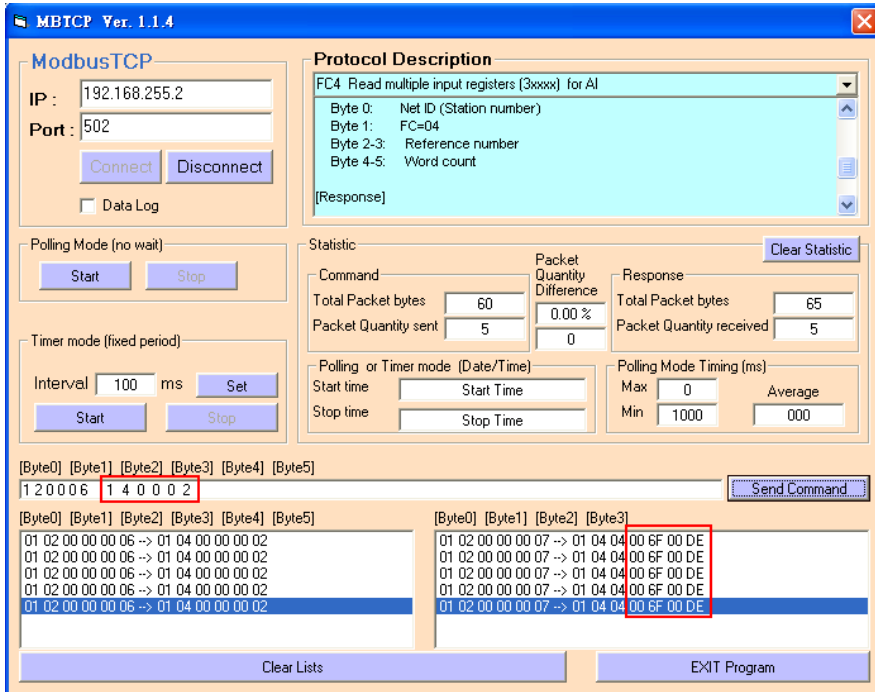 MBTCP Ver. 1.1.4
ModbusTCP
IP :
192.168.255.2
Port :
502
Connect
Disconnect
Data Log
Protocol Description
FC4 Read multiple input registers (3xxxx) for AI
Byte 0: Net ID (Station number)
Byte 1: FC=04
Byte 2-3: Reference number
Byte 4-5: Word count
[Response]
Polling Mode (no wait)
Start
Stop
Timer mode (fixed period)
Interval 100 ms Set
Start
Stop
Statistic
Clear Statistic
Command
Total Packet bytes 60
Packet Quantity sent 5
Packet
Quantity
Difference
0.00 %
0
Response
Total Packet bytes 65
Packet Quantity received 5
Polling or Timer mode (Date/Time)
Start time Start Time
Stop time Stop Time
Polling Mode Timing (ms)
Max 0
Min 1000
Average
000
[Byte0] [Byte1] [Byte2] [Byte3] [Byte4] [Byte5]
1 2 0 0 0 6 1 4 0 0 0 2
Send Command
[Byte0] [Byte1] [Byte2] [Byte3] [Byte4] [Byte5]
01 02 00 00 00 06 --> 01 04 00 00 00 02
01 02 00 00 00 06 --> 01 04 00 00 00 02
01 02 00 00 00 06 --> 01 04 00 00 00 02
01 02 00 00 00 06 --> 01 04 00 00 00 02
01 02 00 00 00 06 --> 01 04 00 00 00 02
[Byte0] [Byte1] [Byte2] [Byte3]
01 02 00 00 00 07 --> 01 04 04 00 6F 00 DE
01 02 00 00 00 07 --> 01 04 04 00 6F 00 DE
01 02 00 00 00 07 --> 01 04 04 00 6F 00 DE
01 02 00 00 00 07 --> 01 04 04 00 6F 00 DE
01 02 00 00 00 07 --> 01 04 04 00 6F 00 DE
Clear Lists
EXIT Program